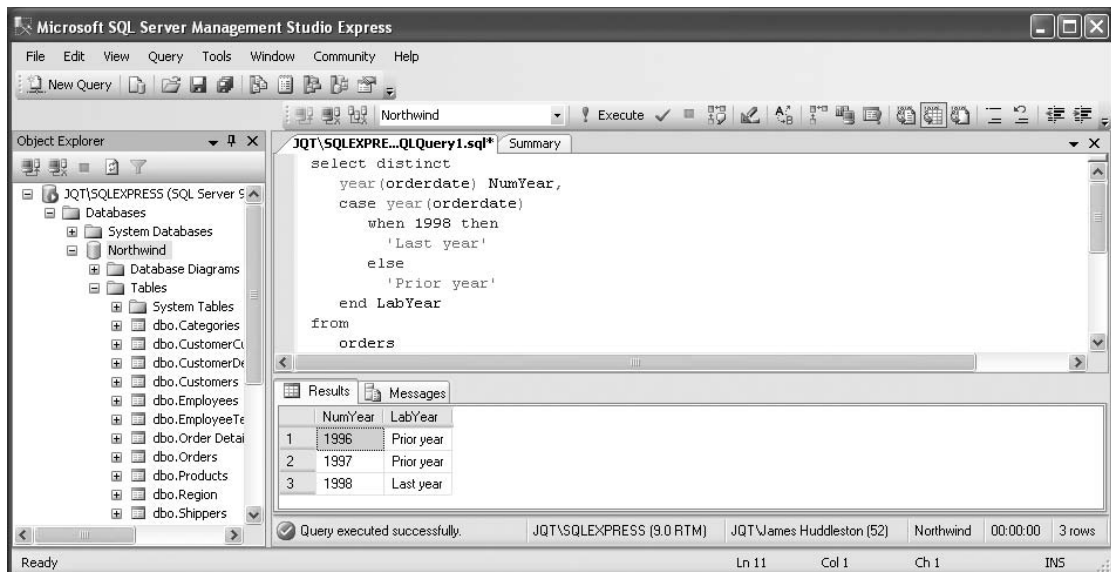 Microsoft SQL Server Management Studio Express
File Edit View Query Tools Window Community Help
New Query
Northwind Execute
Object Explorer
JQT\SQLEXPRE...QLQuery1.sql* Summary
JQT\SQLEXPRESS (SQL Server 9
Databases
System Databases
Northwind
Database Diagrams
Tables
System Tables
dbo.Categories
dbo.CustomerCu
dbo.CustomerDe
dbo.Customers
dbo.Employees
dbo.EmployeeTe
dbo.Order Detai
dbo.Orders
dbo.Products
dbo.Region
dbo.Shippers
select distinct
year(orderdate) NumYear,
case year(orderdate)
when 1998 then
'Last year'
else
'Prior year'
end LabYear
from
orders
Results Messages
NumYear LabYear
1 1996 Prior year
2 1997 Prior year
3 1998 Last year
Query executed successfully. JQT\SQLEXPRESS (9.0 RTM) JQT\James Huddleston (52) Northwind 00:00:00 3 rows
Ready Ln 11 Col 1 Ch 1 INS